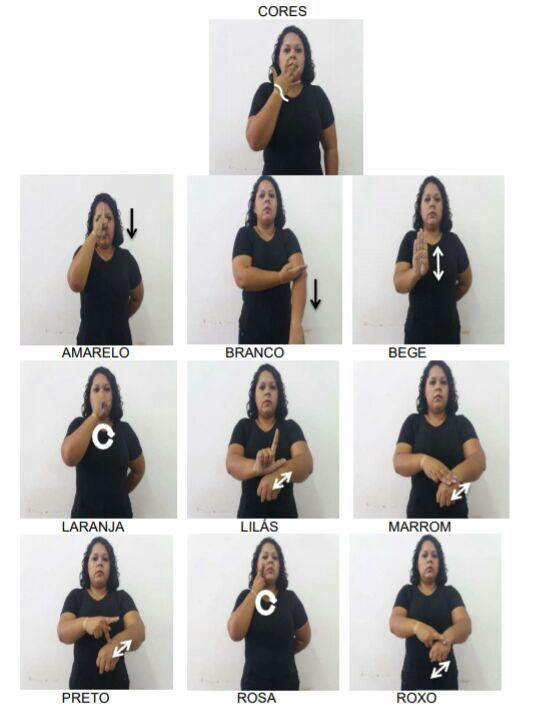 CORES
AMARELO
BRANCO
BEGE
LARANJA
LILÁS
MARROM
PRETO
ROSA
ROXO